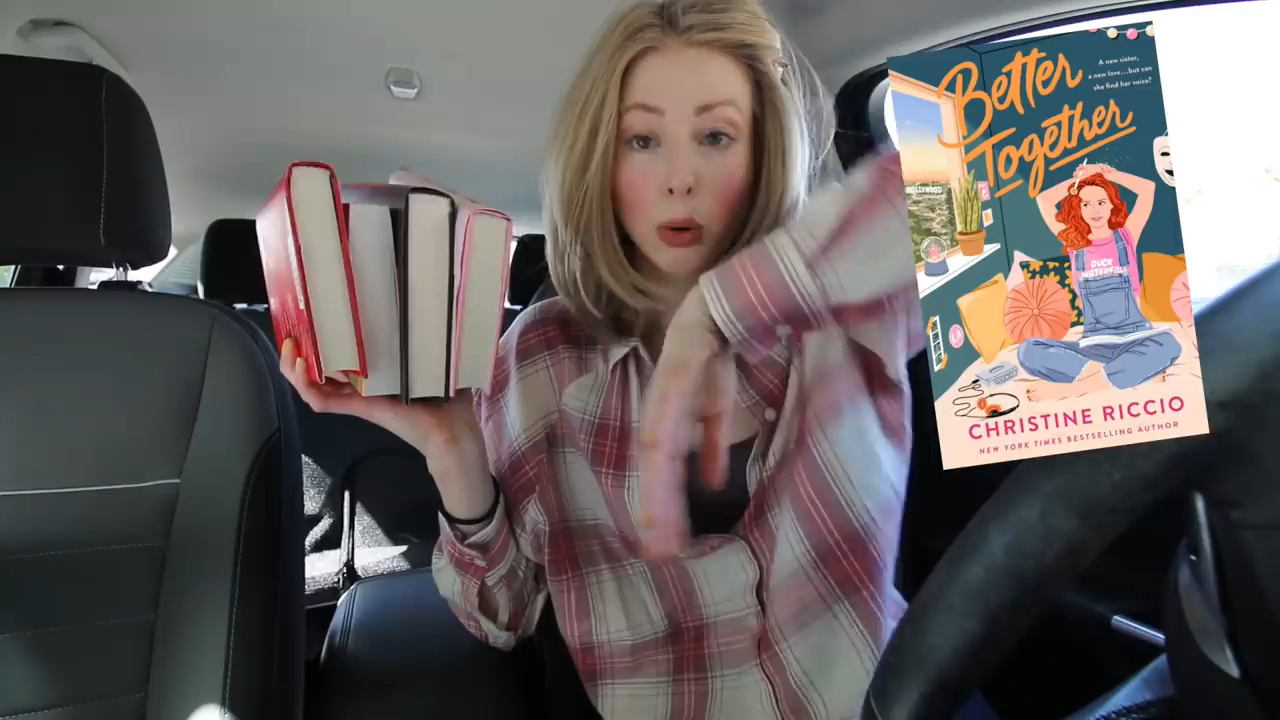 Better
Together
A new sister,
a new love...but can
she find her voice?
HOLLYWOOD
DUCK
WATERFALL
LA
CHRISTINE RICCIO
NEW YORK TIMES BESTSELLING AUTHOR